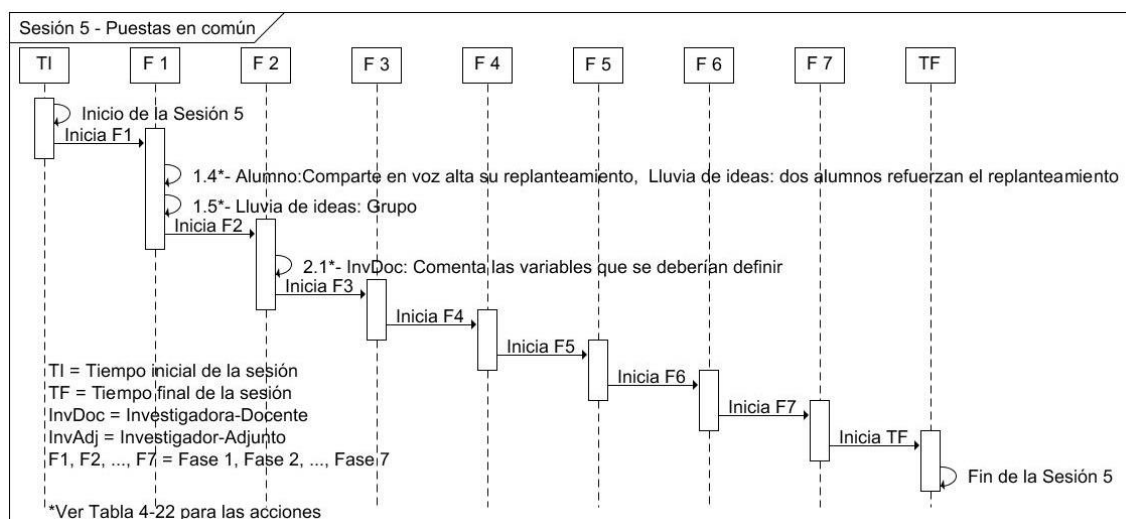 Sesión 5 - Puestas en común
TI F 1 F 2 F 3 F 4 F 5 F 6 F 7 TF
Inicio de la Sesión 5
Inicia F1
1.4*- Alumno:Comparte en voz alta su replanteamiento, Lluvia de ideas: dos alumnos refuerzan el replanteamiento
1.5*- Lluvia de ideas: Grupo
Inicia F2
2.1*- InvDoc: Comenta las variables que se deberían definir
Inicia F3
Inicia F4
Inicia F5
Inicia F6
Inicia F7
Inicia TF
Fin de la Sesión 5
TI = Tiempo inicial de la sesión
TF = Tiempo final de la sesión
InvDoc = Investigadora-Docente
InvAdj = Investigador-Adjunto
F1, F2, ..., F7 = Fase 1, Fase 2, ..., Fase 7
*Ver Tabla 4-22 para las acciones